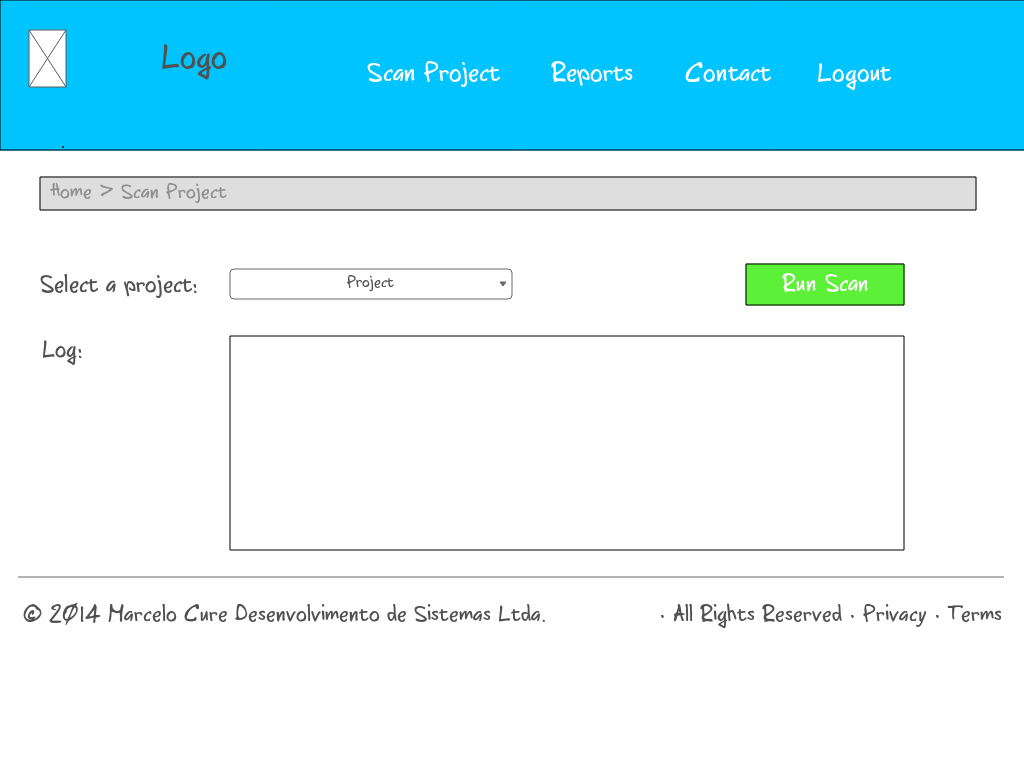 Logo
Scan Project Reports Contact Logout
Home > Scan Project
Select a project: Project Run Scan
Log:
© 2014 Marcelo Cure Desenvolvimento de Sistemas Ltda. · All Rights Reserved · Privacy · Terms